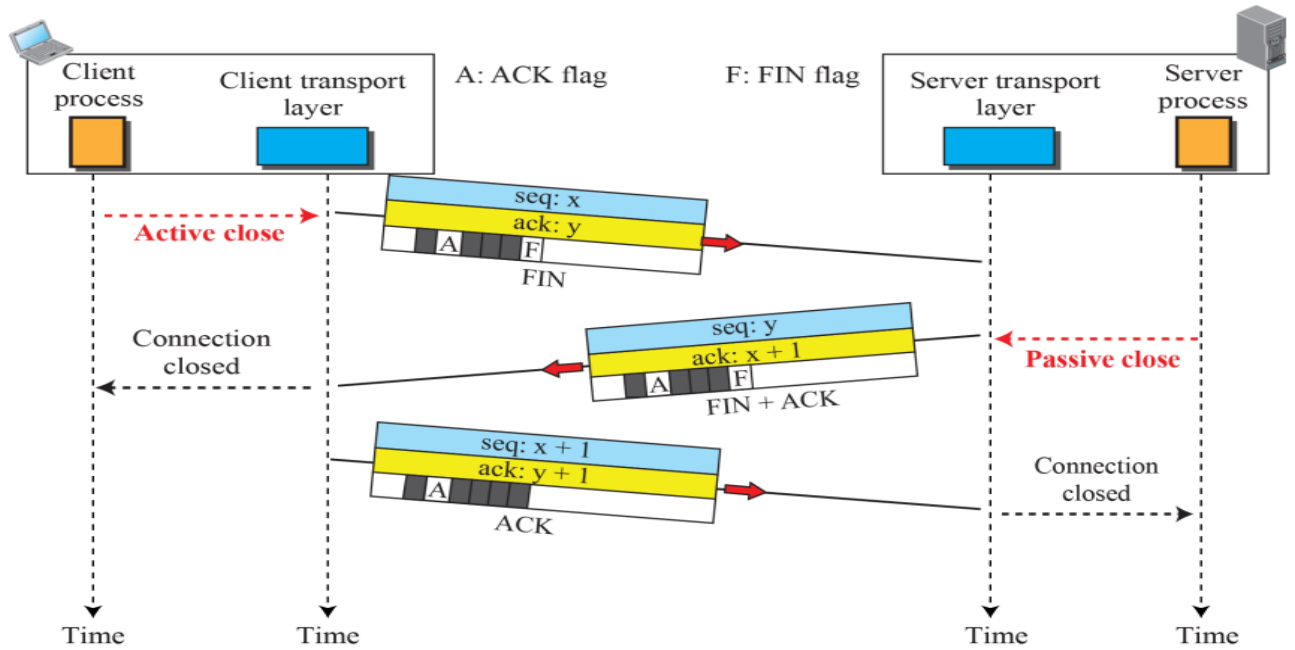 Client
process
Client transport
layer
A: ACK flag
F: FIN flag
Server transport
layer
Server
process
seq: x
ack: y
A
F
FIN
Active close
seq: y
ack: x + 1
A
F
FIN + ACK
Passive close
Connection
closed
seq: x + 1
ack: y + 1
A
ACK
Connection
closed
Time
Time
Time
Time